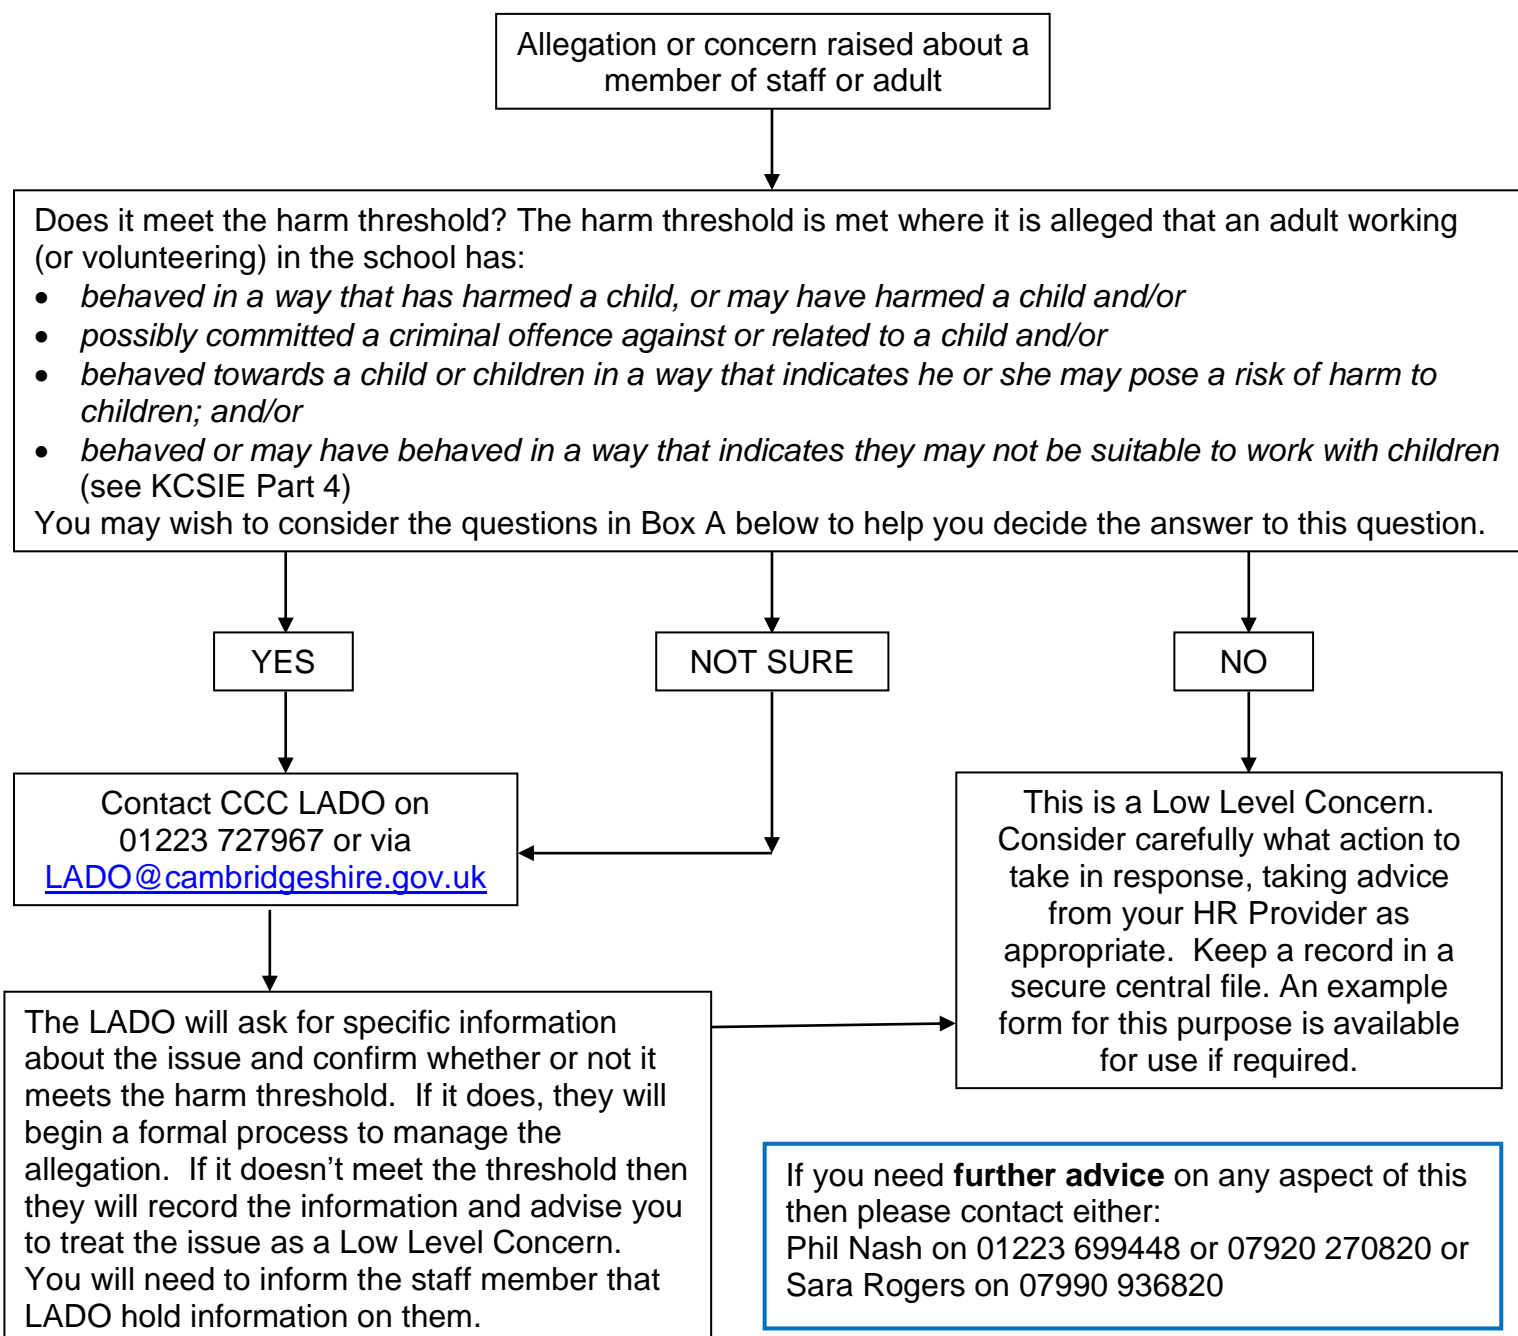 Allegation or concern raised about a
member of staff or adult
Does it meet the harm threshold? The harm threshold is met where it is alleged that an adult working
(or volunteering) in the school has:
• behaved in a way that has harmed a child, or may have harmed a child and/or
• possibly committed a criminal offence against or related to a child and/or
• behaved towards a child or children in a way that indicates he or she may pose a risk of harm to
children; and/or
• behaved or may have behaved in a way that indicates they may not be suitable to work with children
(see KCSIE Part 4)
You may wish to consider the questions in Box A below to help you decide the answer to this question.
YES
NOT SURE
NO
Contact CCC LADO on
01223 727967 or via
LADO@cambridgeshire.gov.uk
This is a Low Level Concern.
Consider carefully what action to
take in response, taking advice
from your HR Provider as
appropriate. Keep a record in a
secure central file. An example
form for this purpose is available
for use if required.
The LADO will ask for specific information
about the issue and confirm whether or not it
meets the harm threshold. If it does, they will
begin a formal process to manage the
allegation. If it doesn’t meet the threshold then
they will record the information and advise you
to treat the issue as a Low Level Concern.
You will need to inform the staff member that
LADO hold information on them.
If you need further advice on any aspect of this
then please contact either:
Phil Nash on 01223 699448 or 07920 270820 or
Sara Rogers on 07990 936820